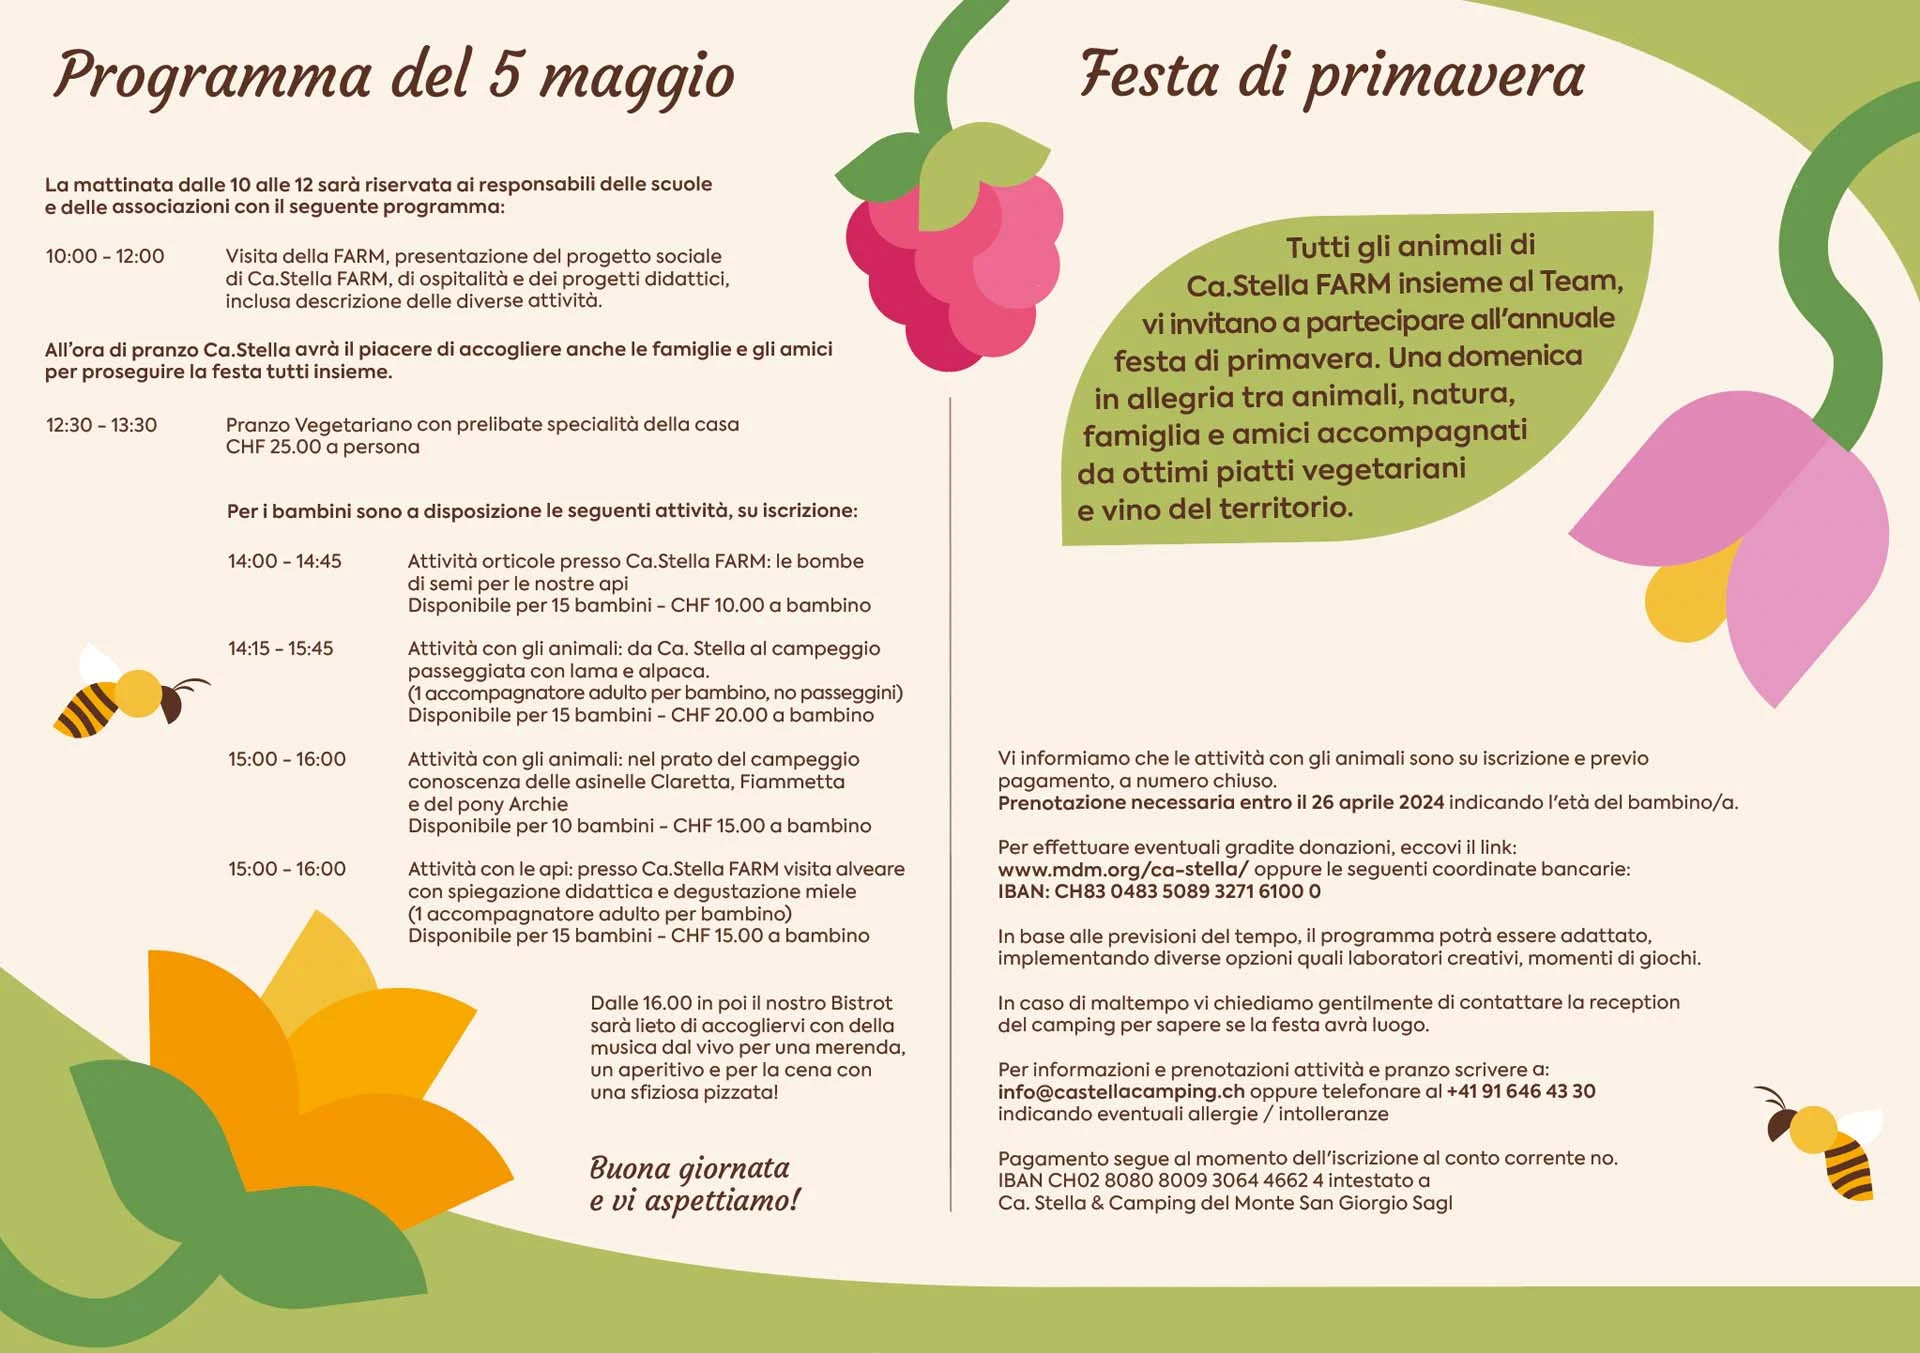 Programma del 5 maggio
La mattinata dalle 10 alle 12 sarà riservata ai responsabili delle scuole
e delle associazioni con il seguente programma:
10:00 - 12:00 Visita della FARM, presentazione del progetto sociale
di Ca.Stella FARM, di ospitalità e dei progetti didattici,
inclusa descrizione delle diverse attività.
All'ora di pranzo Ca.Stella avrà il piacere di accogliere anche le famiglie e gli amici
per proseguire la festa tutti insieme.
12:30 - 13:30 Pranzo Vegetariano con prelibate specialità della casa
CHF 25.00 a persona
Per i bambini sono a disposizione le seguenti attività, su iscrizione:
14:00 - 14:45 Attività orticole presso Ca.Stella FARM: le bombe
di semi per le nostre api
Disponibile per 15 bambini - CHF 10.00 a bambino
14:15 - 15:45 Attività con gli animali: da Ca. Stella al campeggio
passeggiata con lama e alpaca.
(1 accompagnatore adulto per bambino, no passeggini)
Disponibile per 15 bambini - CHF 20.00 a bambino
15:00 - 16:00 Attività con gli animali: nel prato del campeggio
conoscenza delle asinelle Claretta, Fiammetta
e del pony Archie
Disponibile per 10 bambini - CHF 15.00 a bambino
15:00 - 16:00 Attività con le api: presso Ca.Stella FARM visita alveare
con spiegazione didattica e degustazione miele
(1 accompagnatore adulto per bambino)
Disponibile per 15 bambini - CHF 15.00 a bambino
Dalle 16.00 in poi il nostro Bistrot
sarà lieto di accogliervi con della
musica dal vivo per una merenda,
un aperitivo e per la cena con
una sfiziosa pizzata!
Buona giornata
e vi aspettiamo!
Festa di primavera
Tutti gli animali di
Ca.Stella FARM insieme al Team,
vi invitano a partecipare all'annuale
festa di primavera. Una domenica
in allegria tra animali, natura,
famiglia e amici accompagnati
da ottimi piatti vegetariani
e vino del territorio.
Vi informiamo che le attività con gli animali sono su iscrizione e previo
pagamento, a numero chiuso.
Prenotazione necessaria entro il 26 aprile 2024 indicando l'età del bambino/a.
Per effettuare eventuali gradite donazioni, eccovi il link:
www.mdm.org/ca-stella/ oppure le seguenti coordinate bancarie:
IBAN: CH83 0483 5089 3271 6100 0
In base alle previsioni del tempo, il programma potrà essere adattato,
implementando diverse opzioni quali laboratori creativi, momenti di giochi.
In caso di maltempo vi chiediamo gentilmente di contattare la reception
del camping per sapere se la festa avrà luogo.
Per informazioni e prenotazioni attività e pranzo scrivere a:
info@castellacamping.ch oppure telefonare al +41 91 646 43 30
indicando eventuali allergie / intolleranze
Pagamento segue al momento dell'iscrizione al conto corrente no.
IBAN CH02 8080 8009 3064 4662 4 intestato a
Ca. Stella & Camping del Monte San Giorgio Sagl